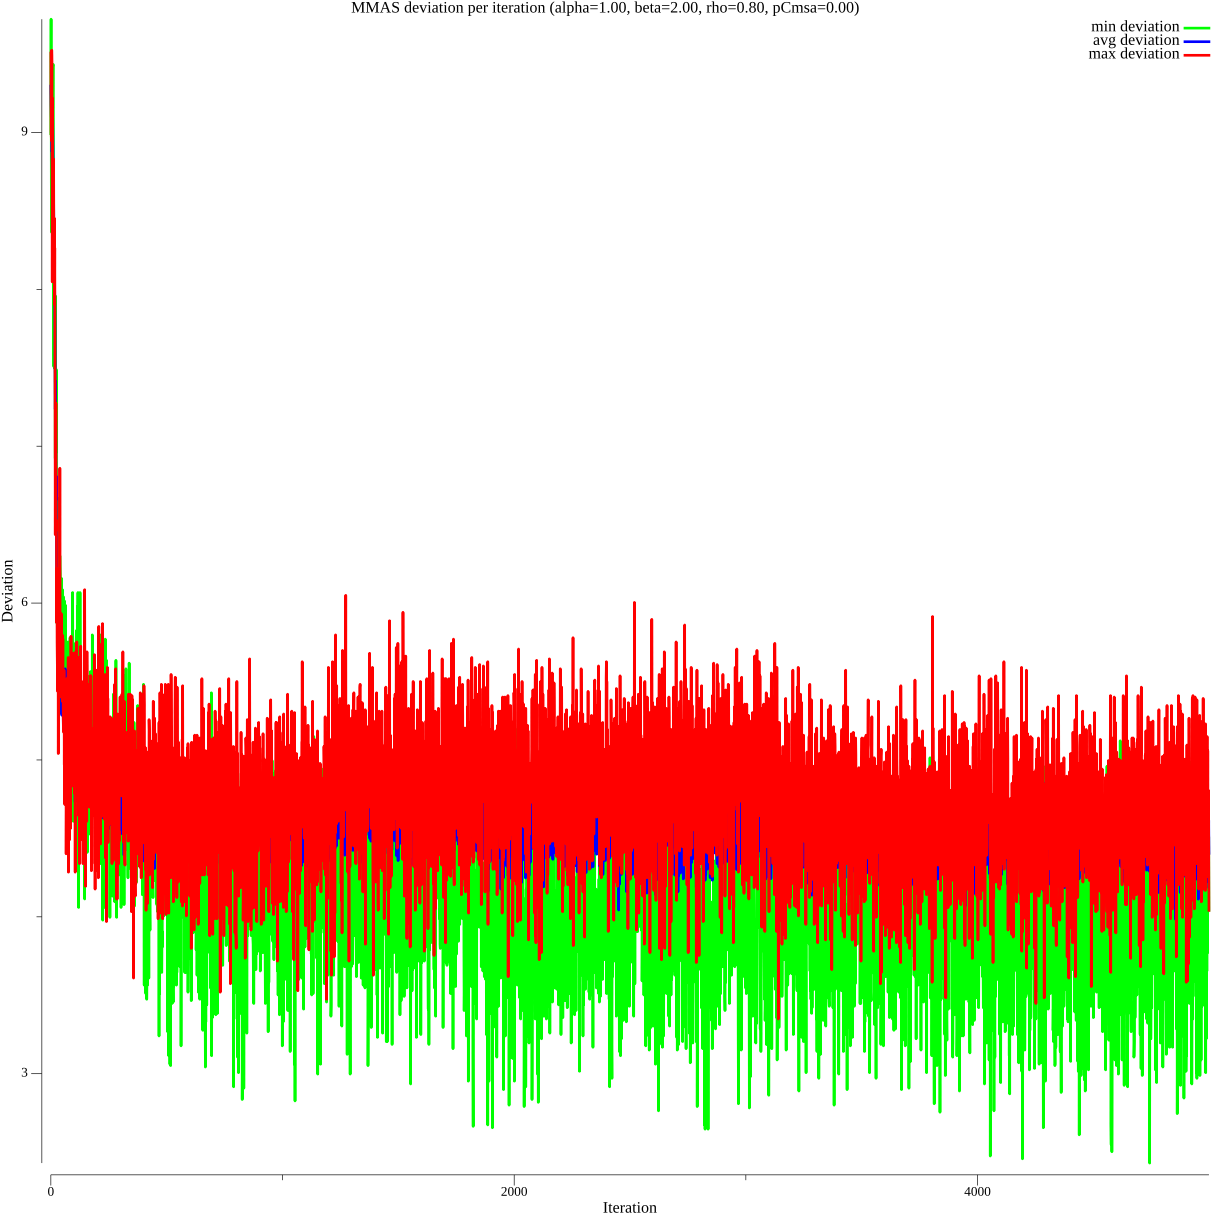 MMAS deviation per iteration (alpha=1.00, beta=2.00, rho=0.80, pCmsa=0.00)
min deviation
avg deviation
max deviation
9
6
3
Deviation
0
2000
4000
Iteration